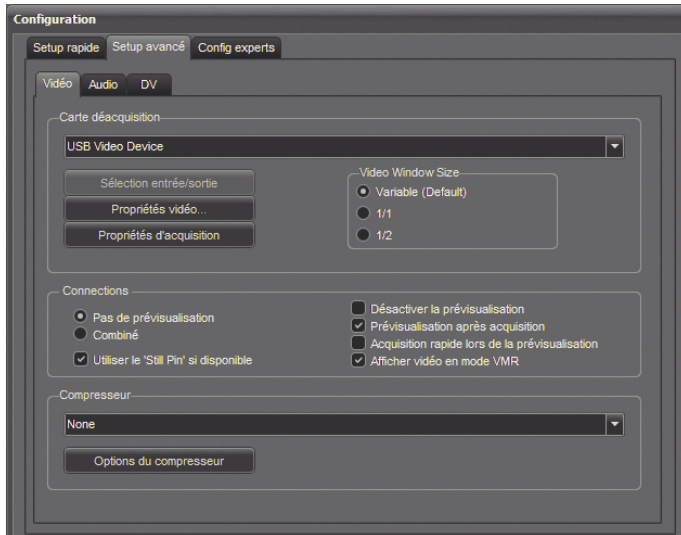 Configuration
Setup rapide Setup avancé Config experts
Vidéo Audio DV
Carte déacquisition
USB Video Device
Sélection entrée/sortie
Propriétés vidéo...
Propriétés d'acquisition
Video Window Size
Variable (Default)
1/1
1/2
Connections
Pas de prévisualisation
Combiné
Utiliser le 'Still Pin' si disponible
Désactiver la prévisualisation
Prévisualisation après acquisition
Acquisition rapide lors de la prévisualisation
Afficher vidéo en mode VMR
Compresseur
None
Options du compresseur